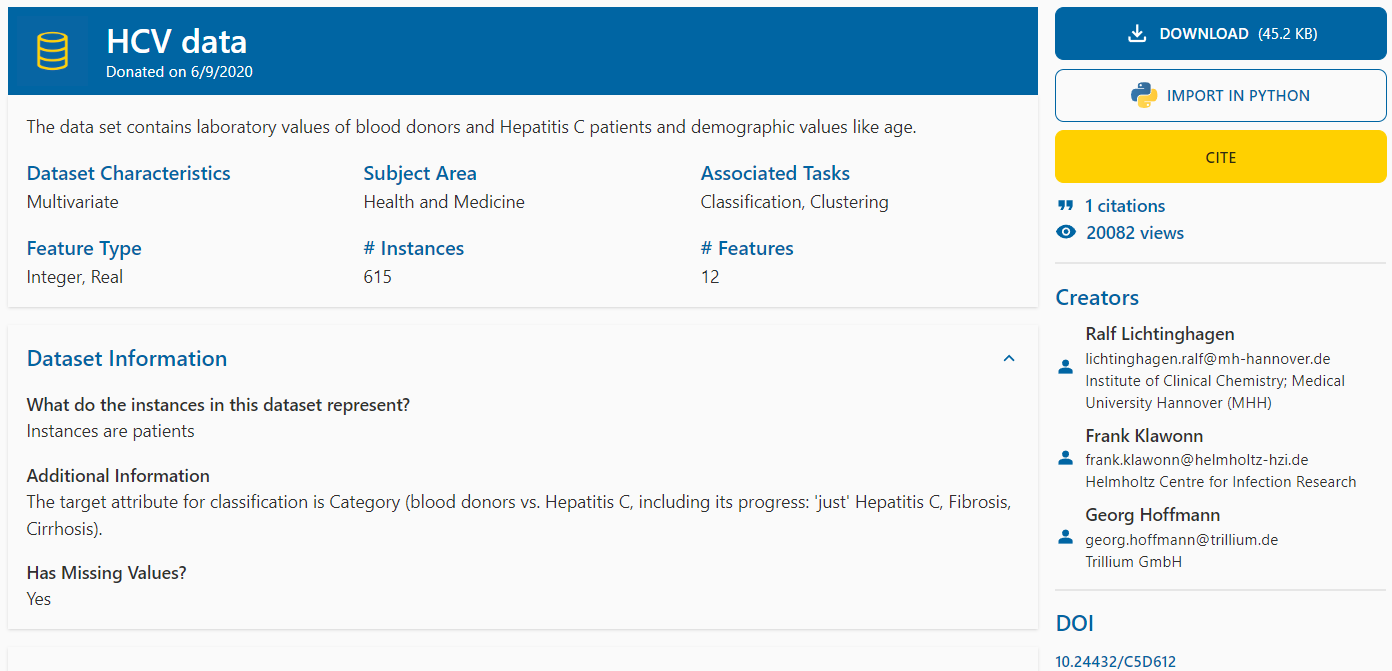 HCV data
Donated on 6/9/2020
The data set contains laboratory values of blood donors and Hepatitis C patients and demographic values like age.
Dataset Characteristics
Multivariate
Subject Area
Health and Medicine
Associated Tasks
Classification, Clustering
Feature Type
Integer, Real
# Instances
615
# Features
12
Dataset Information
What do the instances in this dataset represent?
Instances are patients
Additional Information
The target attribute for classification is Category (blood donors vs. Hepatitis C, including its progress: 'just' Hepatitis C, Fibrosis,
Cirrhosis).
Has Missing Values?
Yes
DOWNLOAD (45.2 KB)
IMPORT IN PYTHON
CITE
1 citations
20082 views
Creators
Ralf Lichtinghagen
lichtinghagen.ralf@mh-hannover.de
Institute of Clinical Chemistry; Medical
University Hannover (MHH)
Frank Klawonn
frank.klawonn@helmholtz-hzi.de
Helmholtz Centre for Infection Research
Georg Hoffmann
georg.hoffmann@trillium.de
Trillium GmbH
DOI
10.24432/C5D612